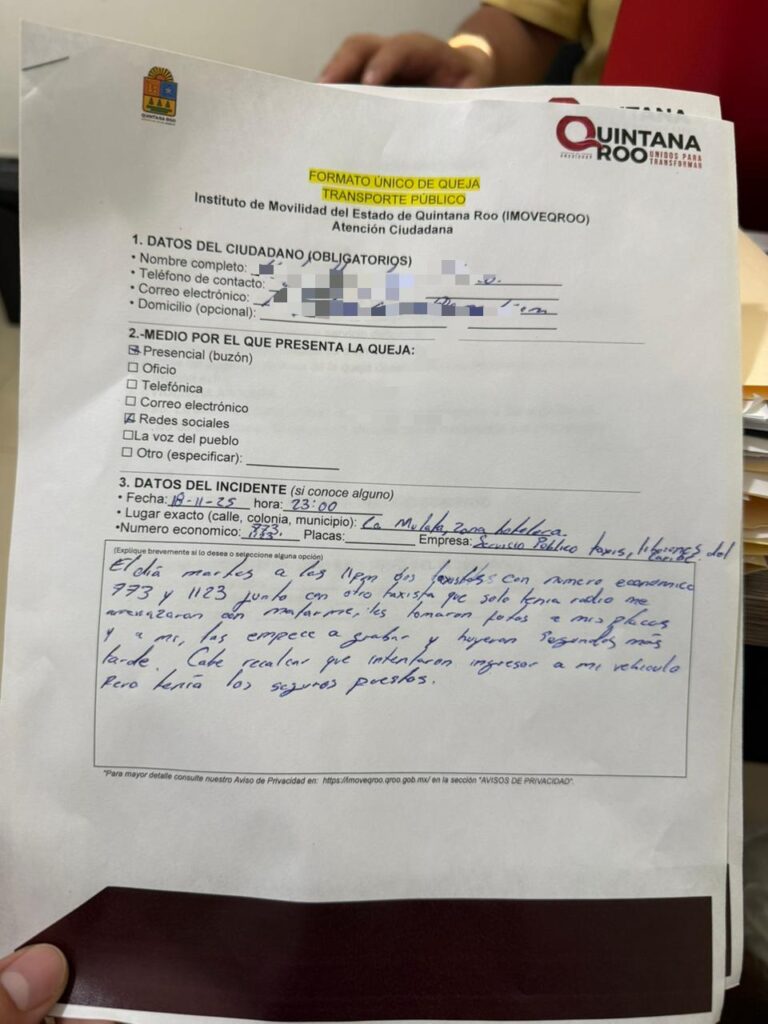 QUINTANA ROO
QUINTANA
QUINTANA
ROO UNIDOS PARA
TRANSFORMAR
FORMATO ÚNICO DE QUEJA
TRANSPORTE PÚBLICO
Instituto de Movilidad del Estado de Quintana Roo (IMOVEQROO)
Atención Ciudadana
1. DATOS DEL CIUDADANO (OBLIGATORIOS)
• Nombre completo:
• Teléfono de contacto:
• Correo electrónico:
• Domicilio (opcional):
2.-MEDIO POR EL QUE PRESENTA LA QUEJA:
☒ Presencial (buzón)
☐ Oficio
☐ Telefónica
☐ Correo electrónico
☒ Redes sociales
☐La voz del pueblo
☐ Otro (especificar):
3. DATOS DEL INCIDENTE (si conoce alguno)
• Fecha: 18-11-25 hora: 23:00
• Lugar exacto (calle, colonia, municipio): La Mulata, zona hotelera.
•Numero economico: 973, 1123 Placas: Empresa: Servicio Público taxis, del
(Explique brevemente si lo desea o seleccione alguna opción)
El día martes a las 11pm dos taxistas con número económico
973 y 1123 junto con otro taxista que solo tenía radio me
amenazaron con matarme, les tomaron fotos a mis placas
y a mi, las empece a grabar y huyeron segundos más
tarde. Cabe recalcar que intentaron ingresar a mi vehículo
Pero tenía los seguros puestos.
"Para mayor detalle consulte nuestro Aviso de Privacidad en: https://imoveqroo.qroo.gob.mx/ en la sección "AVISOS DE PRIVACIDAD".